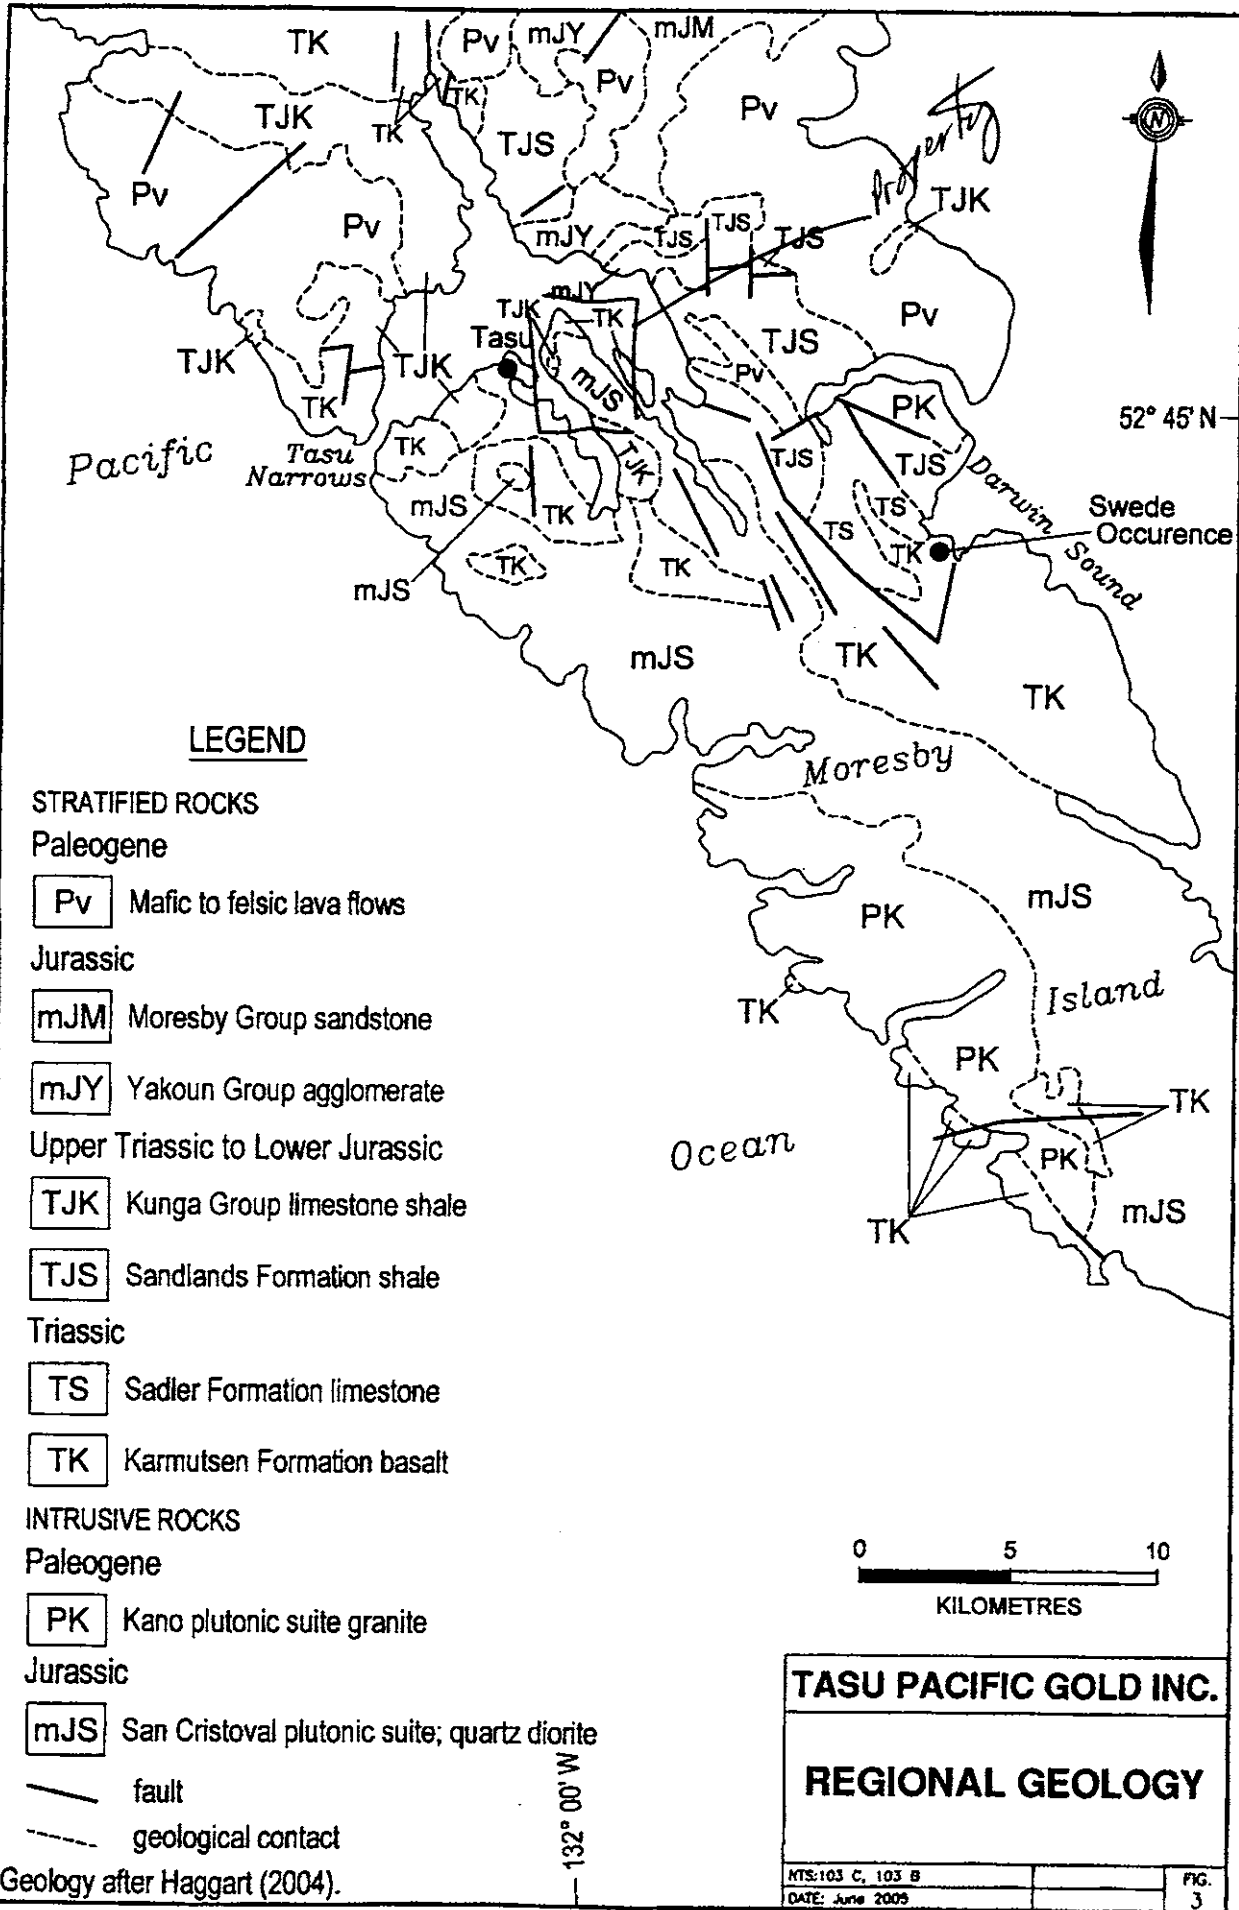 TK
Pv
mJY
mJM
Pv
Pv
TJK
TK
TK
TJS
Property
TJK
Pv
Pv
mJY
TJS
TJS
TJS
mJY
TJK
TK
Tasu
TJS
Pv
TJK
TJK
mJS
Pv
PK
52° 45' N
TK
Pacific
Tasu
Narrows
TK
TJK
TJS
TJS
Darwin Sound
mJS
TK
TS
TS
Swede
Occurence
TK
TK
TK
mJS
mJS
TK
TK
Moresby
LEGEND
STRATIFIED ROCKS
Paleogene
Pv Mafic to felsic lava flows
Jurassic
mJM Moresby Group sandstone
mJY Yakoun Group agglomerate
Upper Triassic to Lower Jurassic
TJK Kunga Group limestone shale
TJS Sandlands Formation shale
Triassic
TS Sadler Formation limestone
TK Karmutsen Formation basalt
INTRUSIVE ROCKS
Paleogene
PK Kano plutonic suite granite
Jurassic
mJS San Cristoval plutonic suite; quartz diorite
fault
geological contact
Geology after Haggart (2004).
132° 00' W
PK
mJS
TK
Island
PK
TK
Ocean
PK
mJS
TK
0 5 10
KILOMETRES
TASU PACIFIC GOLD INC.
REGIONAL GEOLOGY
NTS:103 C, 103 B
DATE: June 2005
FIG.
3